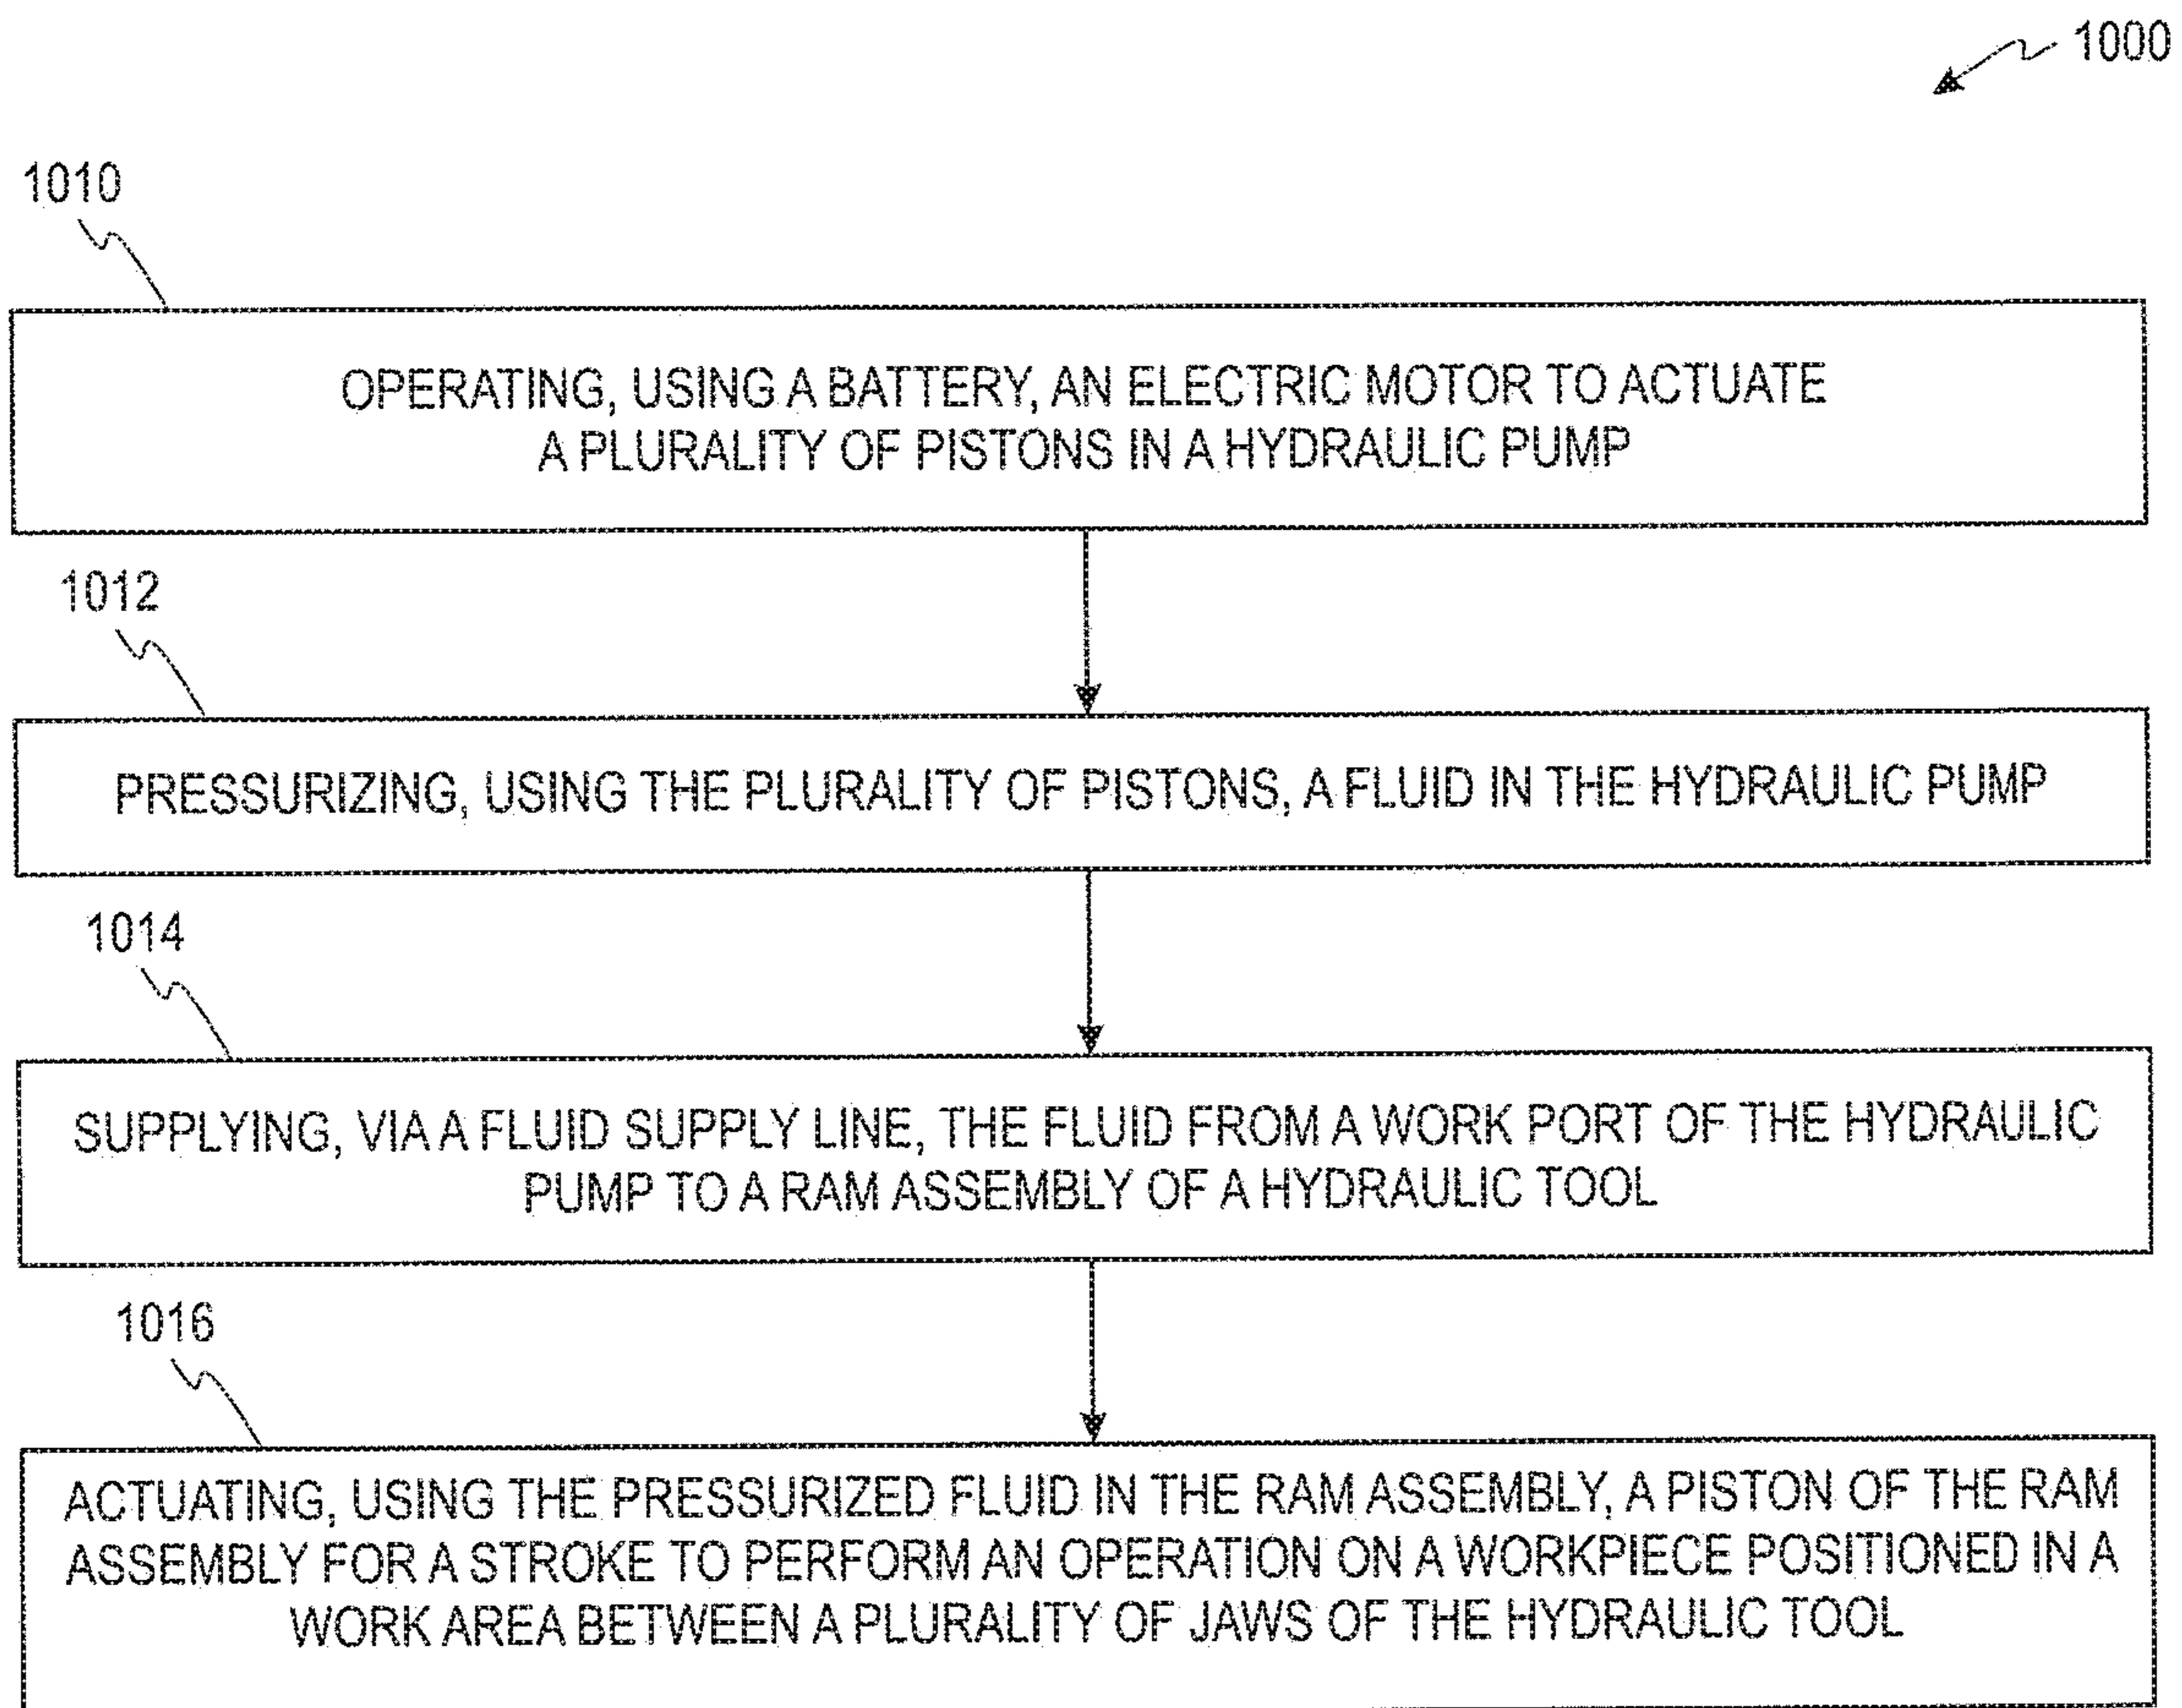 1000
1010
OPERATING, USING A BATTERY, AN ELECTRIC MOTOR TO ACTUATE
A PLURALITY OF PISTONS IN A HYDRAULIC PUMP
1012
PRESSURIZING, USING THE PLURALITY OF PISTONS, A FLUID IN THE HYDRAULIC PUMP
1014
SUPPLYING, VIA A FLUID SUPPLY LINE, THE FLUID FROM A WORK PORT OF THE HYDRAULIC
PUMP TO A RAM ASSEMBLY OF A HYDRAULIC TOOL
1016
ACTUATING, USING THE PRESSURIZED FLUID IN THE RAM ASSEMBLY, A PISTON OF THE RAM
ASSEMBLY FOR A STROKE TO PERFORM AN OPERATION ON A WORKPIECE POSITIONED IN A
WORK AREA BETWEEN A PLURALITY OF JAWS OF THE HYDRAULIC TOOL